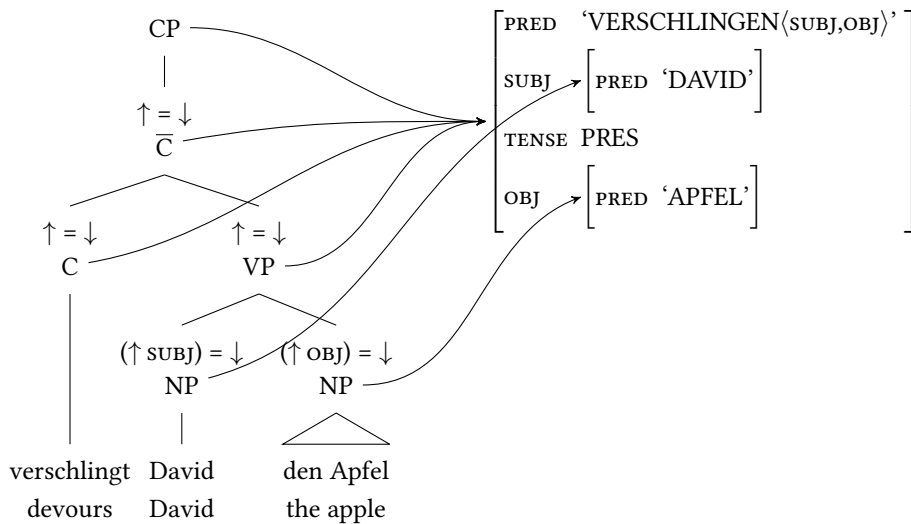 CP
↑ = ↓
C̅
↑ = ↓ ↑ = ↓
C VP
(↑ SUBJ) = ↓ (↑ OBJ) = ↓
NP NP
verschlingt David den Apfel
devours David the apple
PRED ‘VERSCHLINGEN⟨SUBJ,OBJ⟩’
SUBJ [PRED ‘DAVID’]
TENSE PRES
OBJ [PRED ‘APFEL’]